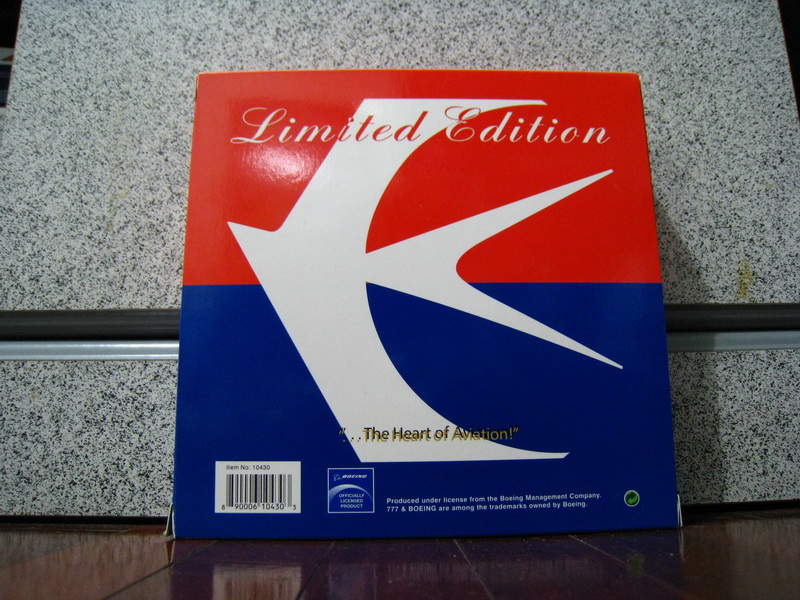 Limited Edition
"...The Heart of Aviation!"
Item No: 10430
8 90006 10430 3
BOEING
OFFICIALLY
LICENSED
PRODUCT
Produced under license from the Boeing Management Company.
777 & BOEING are among the trademarks owned by Boeing.